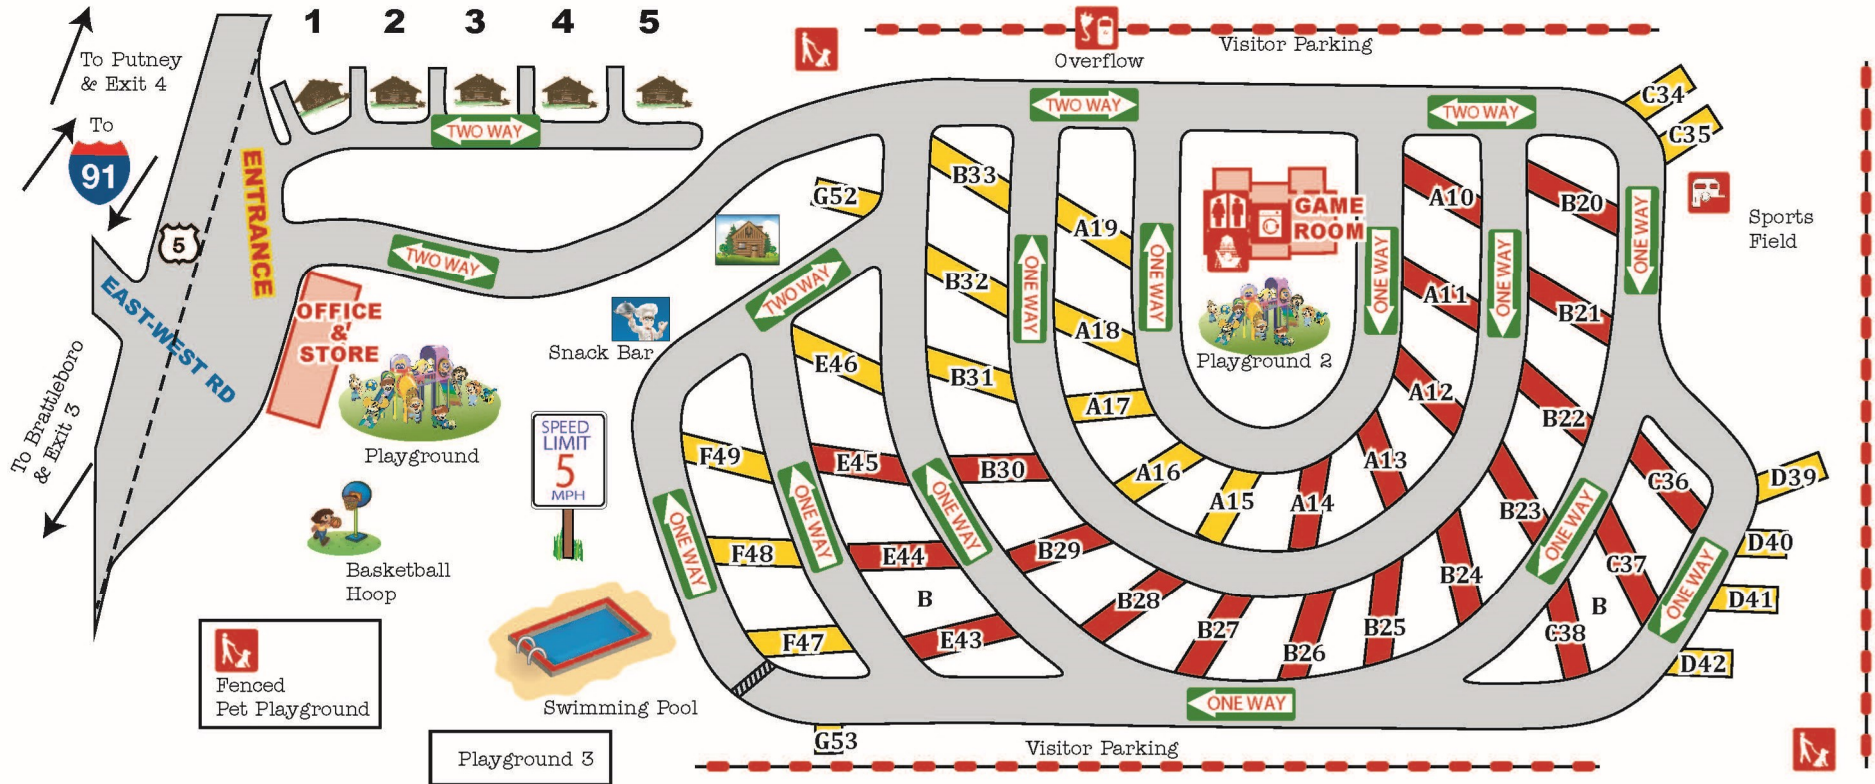 1 2 3 4 5
To Putney
& Exit 4
To
91
5
ENTRANCE
EAST-WEST RD
To Brattleboro
& Exit 3
TWO WAY
TWO WAY
OFFICE
&
STORE
Playground
Basketball
Hoop
Fenced
Pet Playground
Playground 3
Snack Bar
SPEED
LIMIT
5
MPH
Swimming Pool
Overflow
Visitor Parking
TWO WAY
TWO WAY
TWO WAY
C34
C35
Sports
Field
G52
B33
A19
B32
A18
B31
A17
E46
GAME
ROOM
Playground 2
A10
B20
A11
B21
A12
B22
ONE WAY
ONE WAY
ONE WAY
ONE WAY
ONE WAY
F49
E45
B30
A16
A15
A14
A13
B23
C36
D39
ONE WAY
ONE WAY
ONE WAY
ONE WAY
ONE WAY
F48
E44
B29
B24
C37
D40
D41
B
B28
B27
B26
B25
C38
B
D42
F47
E43
ONE WAY
G53
Visitor Parking